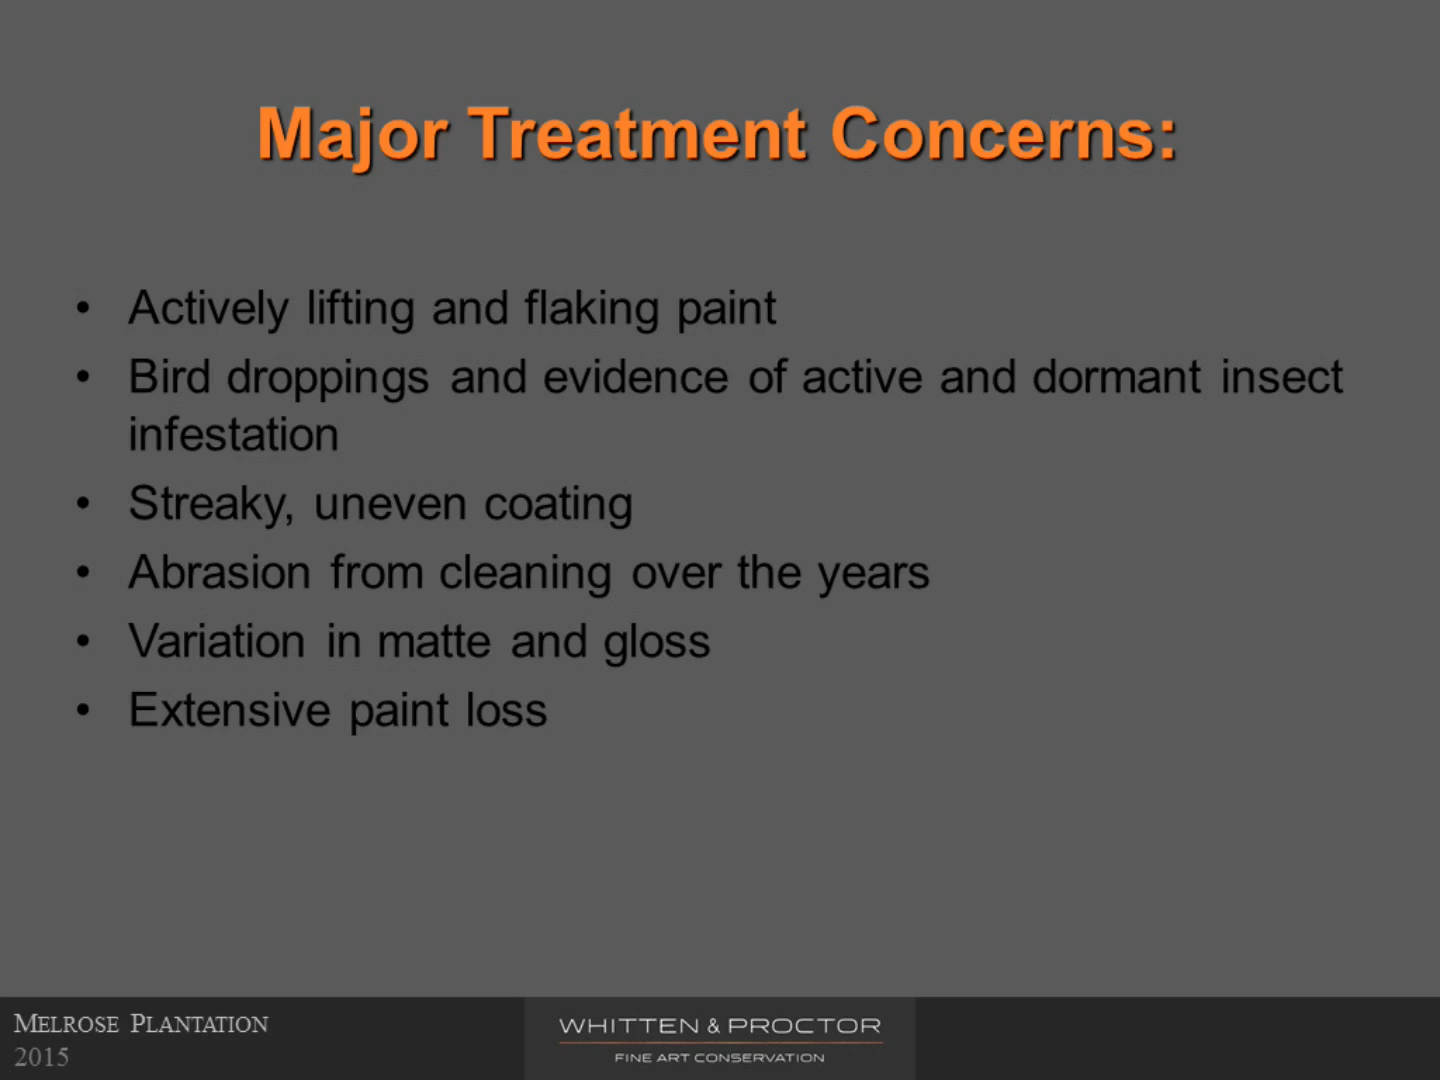 Major Treatment Concerns:
• Actively lifting and flaking paint
• Bird droppings and evidence of active and dormant insect
infestation
• Streaky, uneven coating
• Abrasion from cleaning over the years
• Variation in matte and gloss
• Extensive paint loss
MELROSE PLANTATION
2015
WHITTEN & PROCTOR
FINE ART CONSERVATION